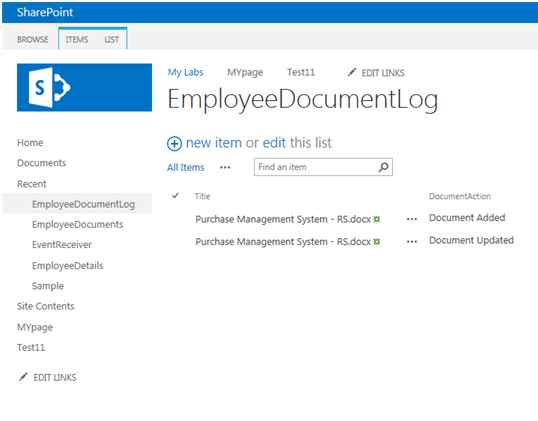 SharePoint
BROWSE ITEMS LIST
S
My Labs MYpage Test11 EDIT LINKS
EmployeeDocumentLog
new item or edit this list
All Items ••• Find an item
Title DocumentAction
Purchase Management System - RS.docx ••• Document Added
Purchase Management System - RS.docx ••• Document Updated
Home
Documents
Recent
EmployeeDocumentLog
EmployeeDocuments
EventReceiver
EmployeeDetails
Sample
Site Contents
MYpage
Test11
EDIT LINKS